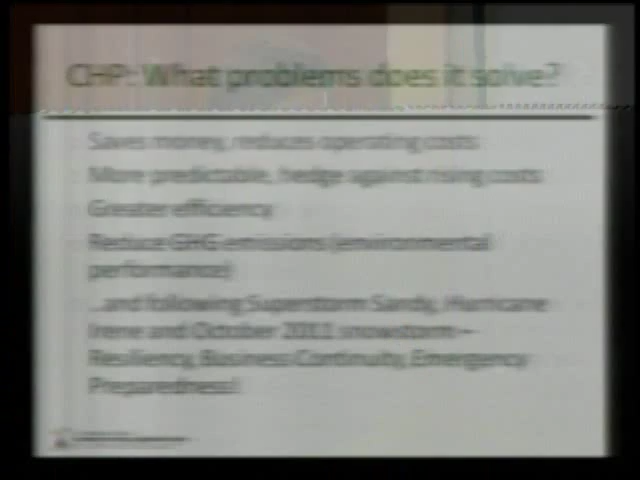 CHP: What problems does it solve?
Saves money, reduces operating costs
More predictable, hedge against rising costs
Greater efficiency
Reduce GHG emissions (environmental
performance)
...and following Superstorm Sandy, Hurricane
Irene and October 2011 snowstorm –
Resiliency, Business Continuity, Emergency
Preparedness!